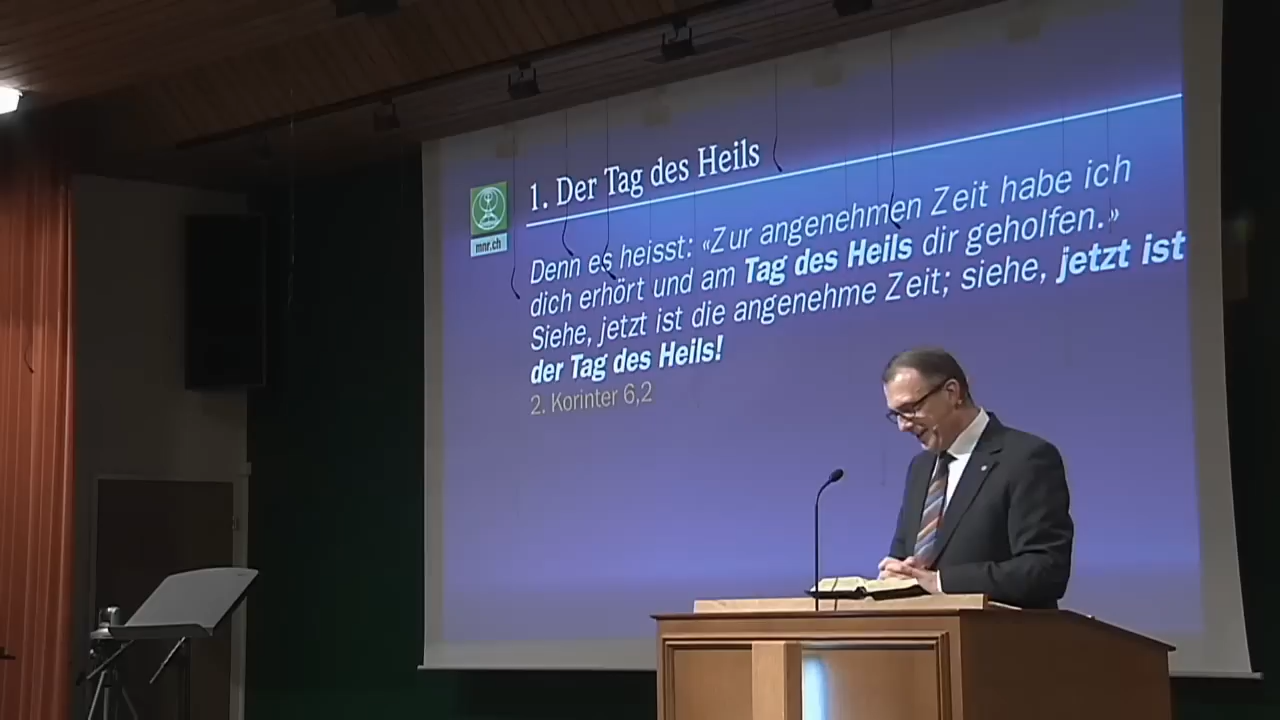 1. Der Tag des Heils
mnr.ch
Denn es heisst: «Zur angenehmen Zeit habe ich
dich erhört und am Tag des Heils dir geholfen.»
Siehe, jetzt ist die angenehme Zeit; siehe, jetzt ist
der Tag des Heils!
2. Korinter 6,2